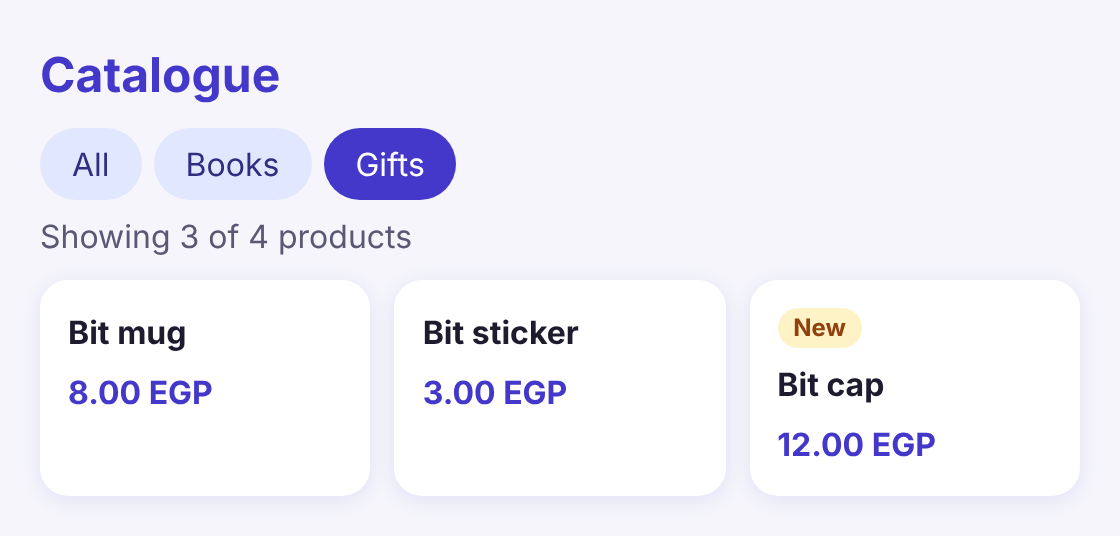 Catalogue
All Books Gifts
Showing 3 of 4 products
Bit mug
8.00 EGP
Bit sticker
3.00 EGP
New
Bit cap
12.00 EGP